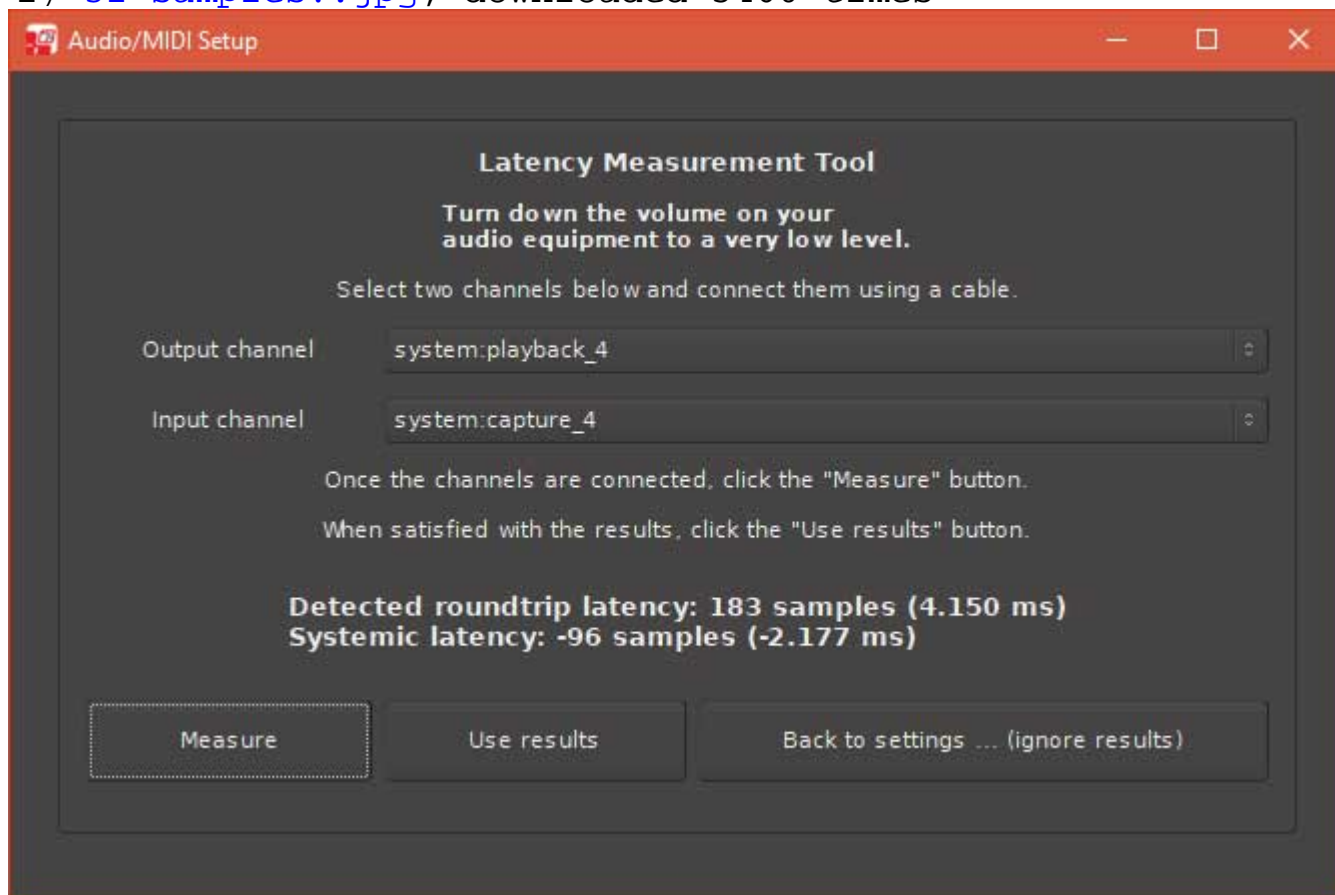 Audio/MIDI Setup
Latency Measurement Tool
Turn down the volume on your
audio equipment to a very low level.
Select two channels below and connect them using a cable.
Output channel system:playback_4
Input channel system:capture_4
Once the channels are connected, click the "Measure" button.
When satisfied with the results, click the "Use results" button.
Detected roundtrip latency: 183 samples (4.150 ms)
Systemic latency: -96 samples (-2.177 ms)
Measure Use results Back to settings ... (ignore results)